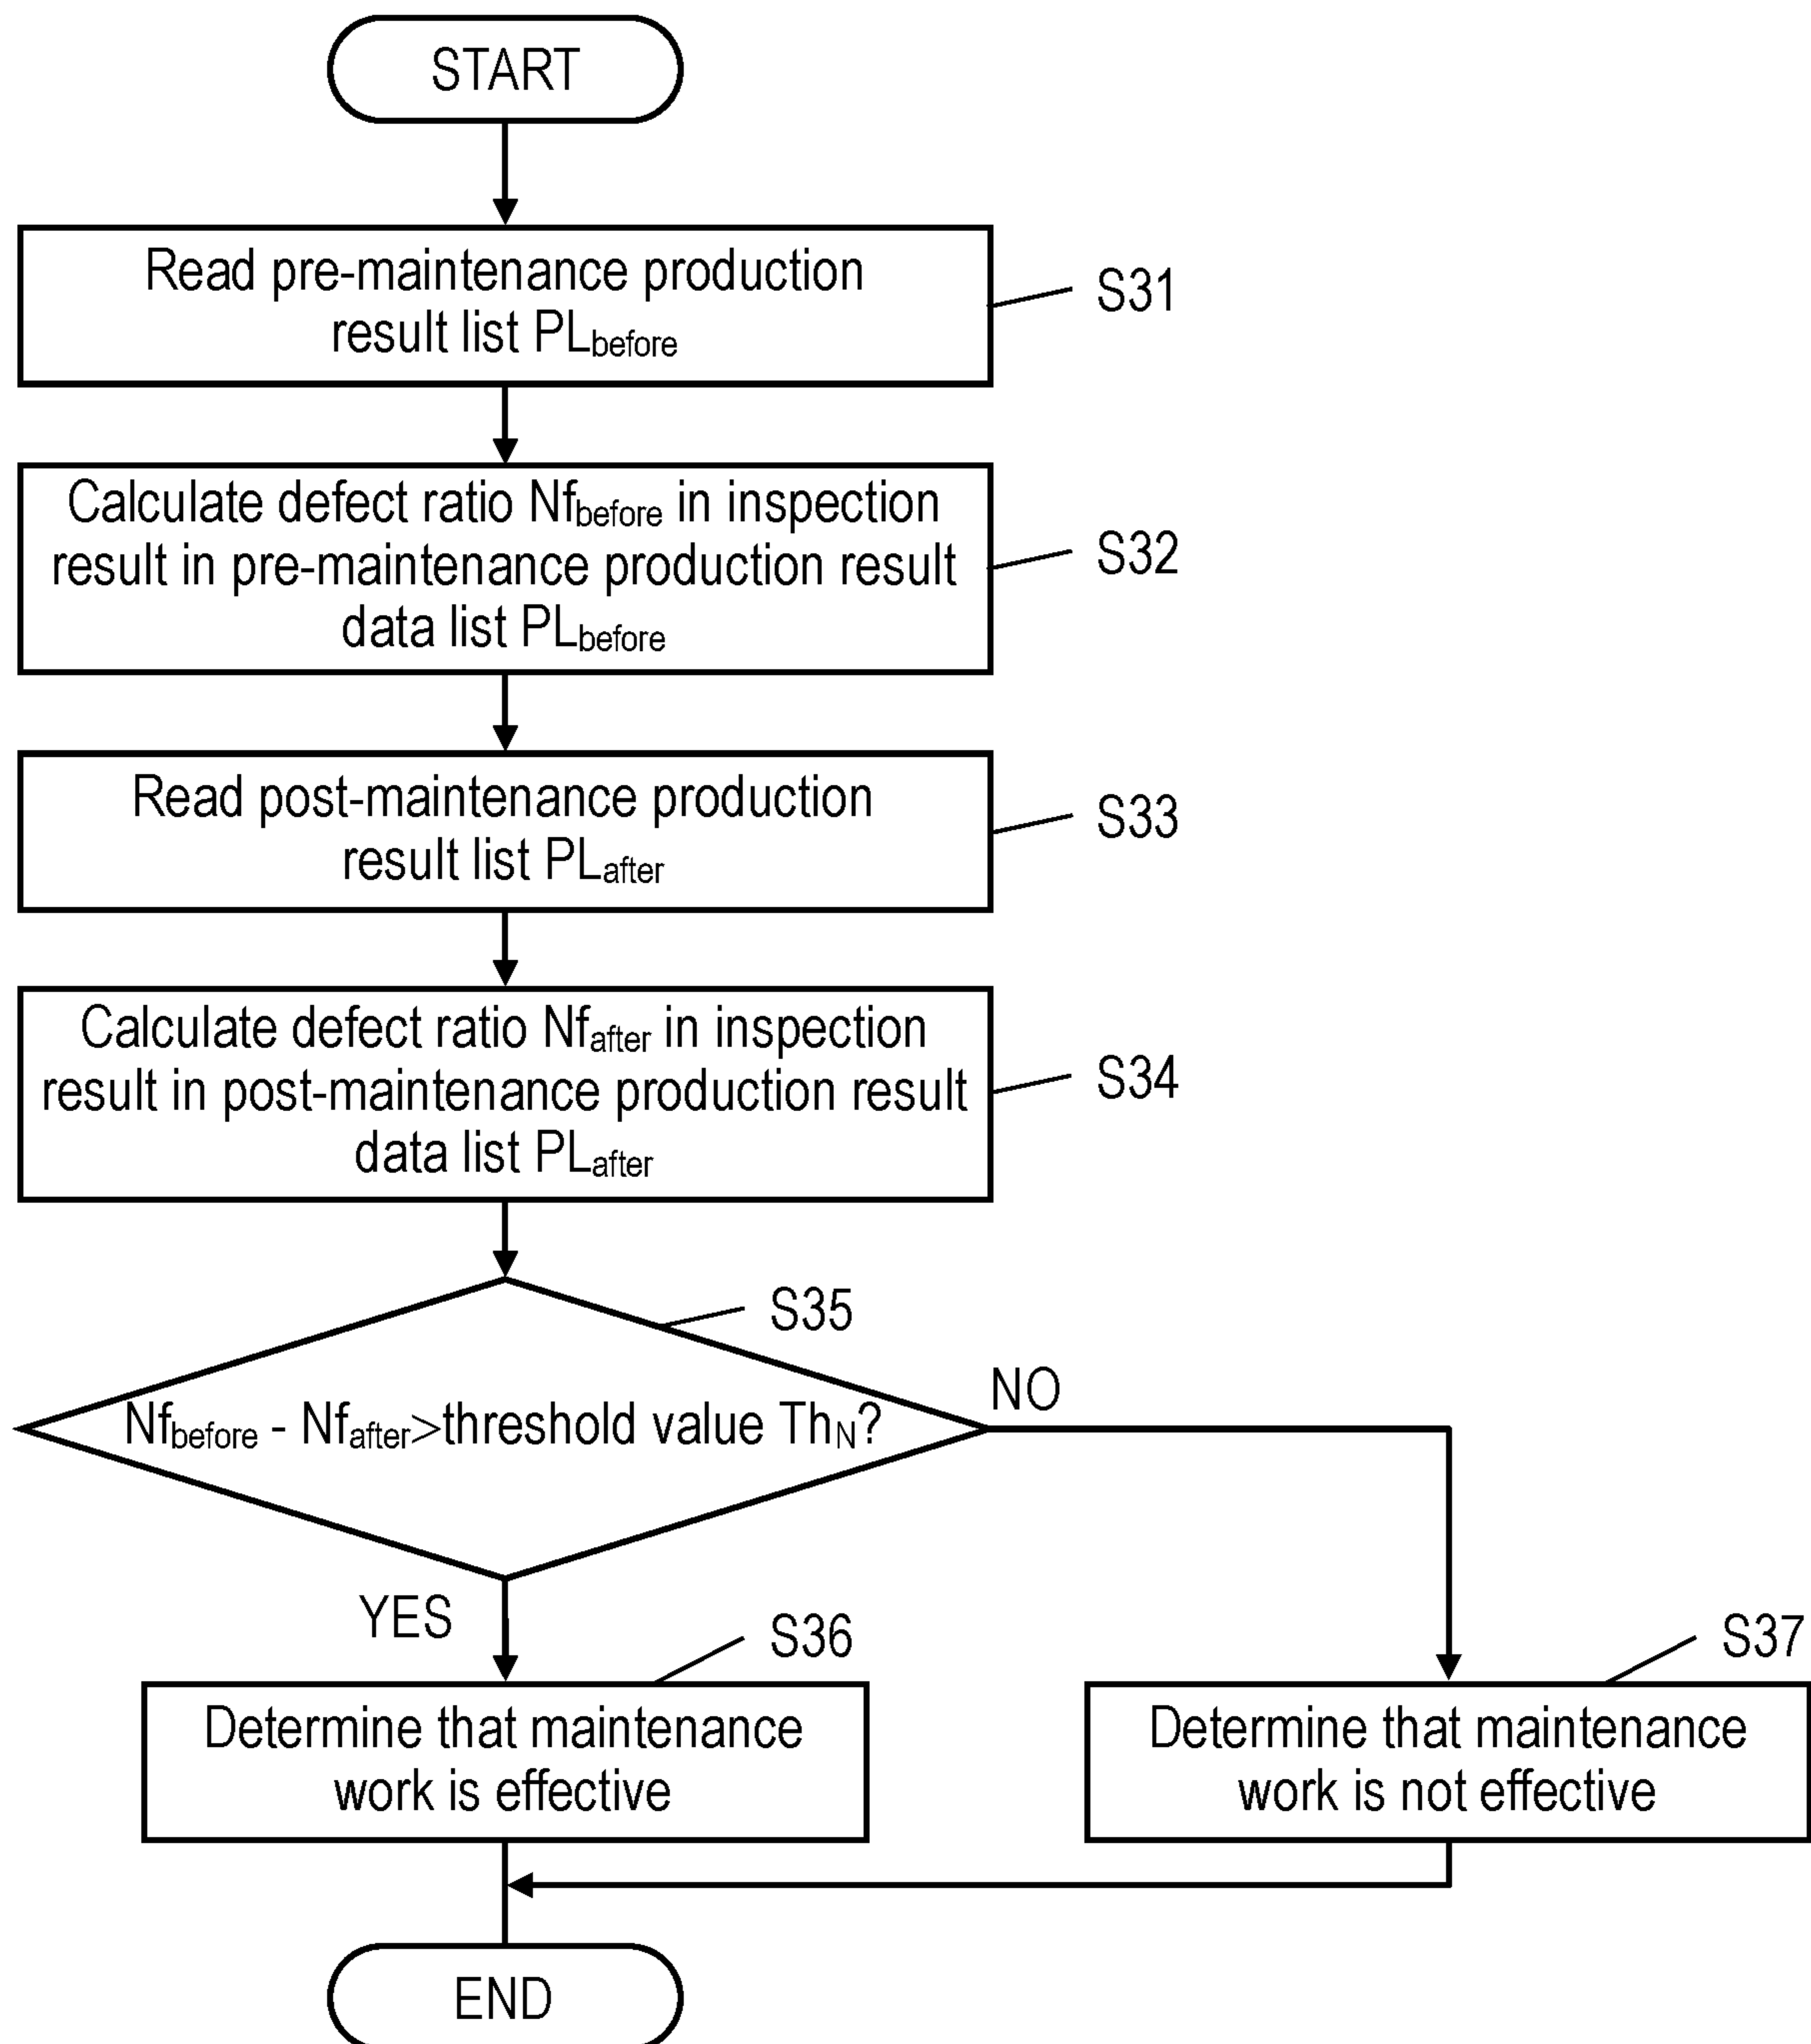 START
Read pre-maintenance production
result list PLbefore
S31
Calculate defect ratio Nfbefore in inspection
result in pre-maintenance production result
data list PLbefore
S32
Read post-maintenance production
result list PLafter
S33
Calculate defect ratio Nfafter in inspection
result in post-maintenance production result
data list PLafter
S34
S35
Nfbefore - Nfafter>threshold value ThN?
NO
YES
S36
Determine that maintenance
work is effective
S37
Determine that maintenance
work is not effective
END